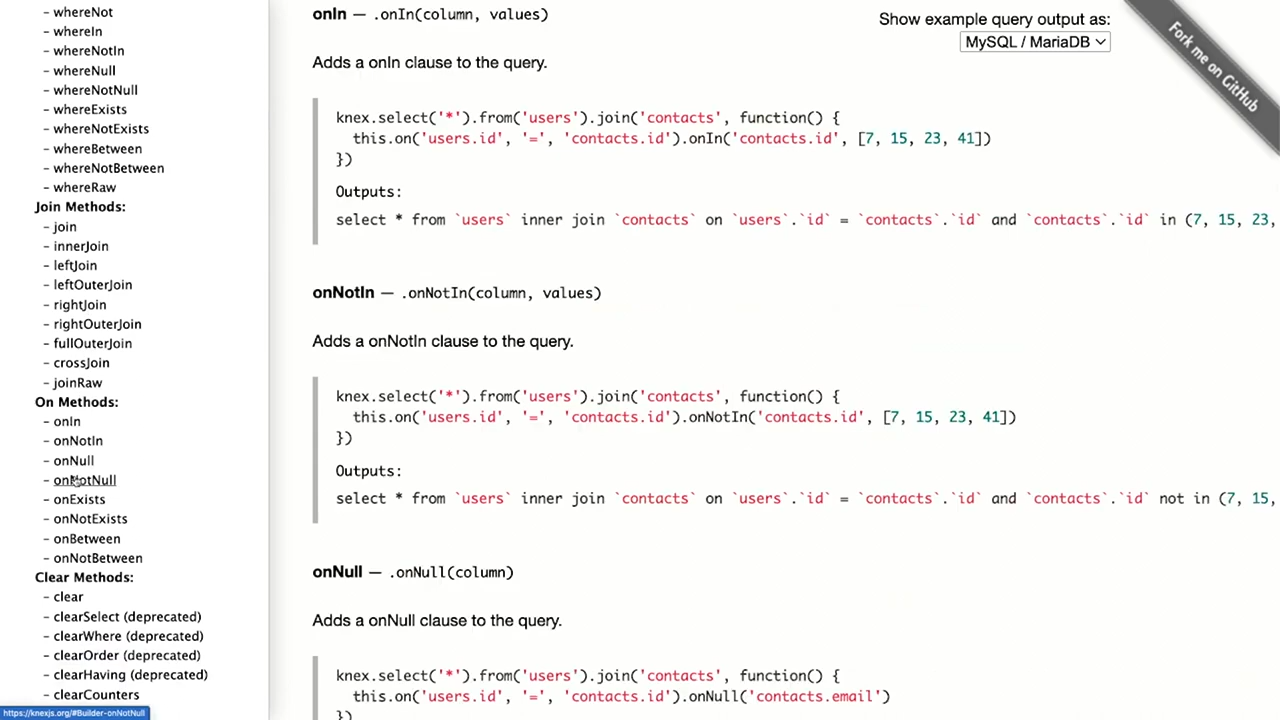 - whereNot
- whereIn
- whereNotIn
- whereNull
- whereNotNull
- whereExists
- whereNotExists
- whereBetween
- whereNotBetween
- whereRaw
Join Methods:
- join
- innerJoin
- leftJoin
- leftOuterJoin
- rightJoin
- rightOuterJoin
- fullOuterJoin
- crossJoin
- joinRaw
On Methods:
- onIn
- onNotIn
- onNull
- onNotNull
- onExists
- onNotExists
- onBetween
- onNotBetween
Clear Methods:
- clear
- clearSelect (deprecated)
- clearWhere (deprecated)
- clearOrder (deprecated)
- clearHaving (deprecated)
- clearCounters
https://knexjs.org/#Builder-onNotNull
onIn — .onIn(column, values)
Adds a onIn clause to the query.
knex.select('*').from('users').join('contacts', function() {
this.on('users.id', '=', 'contacts.id').onIn('contacts.id', [7, 15, 23, 41])
})
Outputs:
select * from `users` inner join `contacts` on `users`.`id` = `contacts`.`id` and `contacts`.`id` in (7, 15, 23,
onNotIn — .onNotIn(column, values)
Adds a onNotIn clause to the query.
knex.select('*').from('users').join('contacts', function() {
this.on('users.id', '=', 'contacts.id').onNotIn('contacts.id', [7, 15, 23, 41])
})
Outputs:
select * from `users` inner join `contacts` on `users`.`id` = `contacts`.`id` and `contacts`.`id` not in (7, 15,
onNull — .onNull(column)
Adds a onNull clause to the query.
knex.select('*').from('users').join('contacts', function() {
this.on('users.id', '=', 'contacts.id').onNull('contacts.email')
})
Show example query output as:
MySQL / MariaDB
Fork me on GitHub